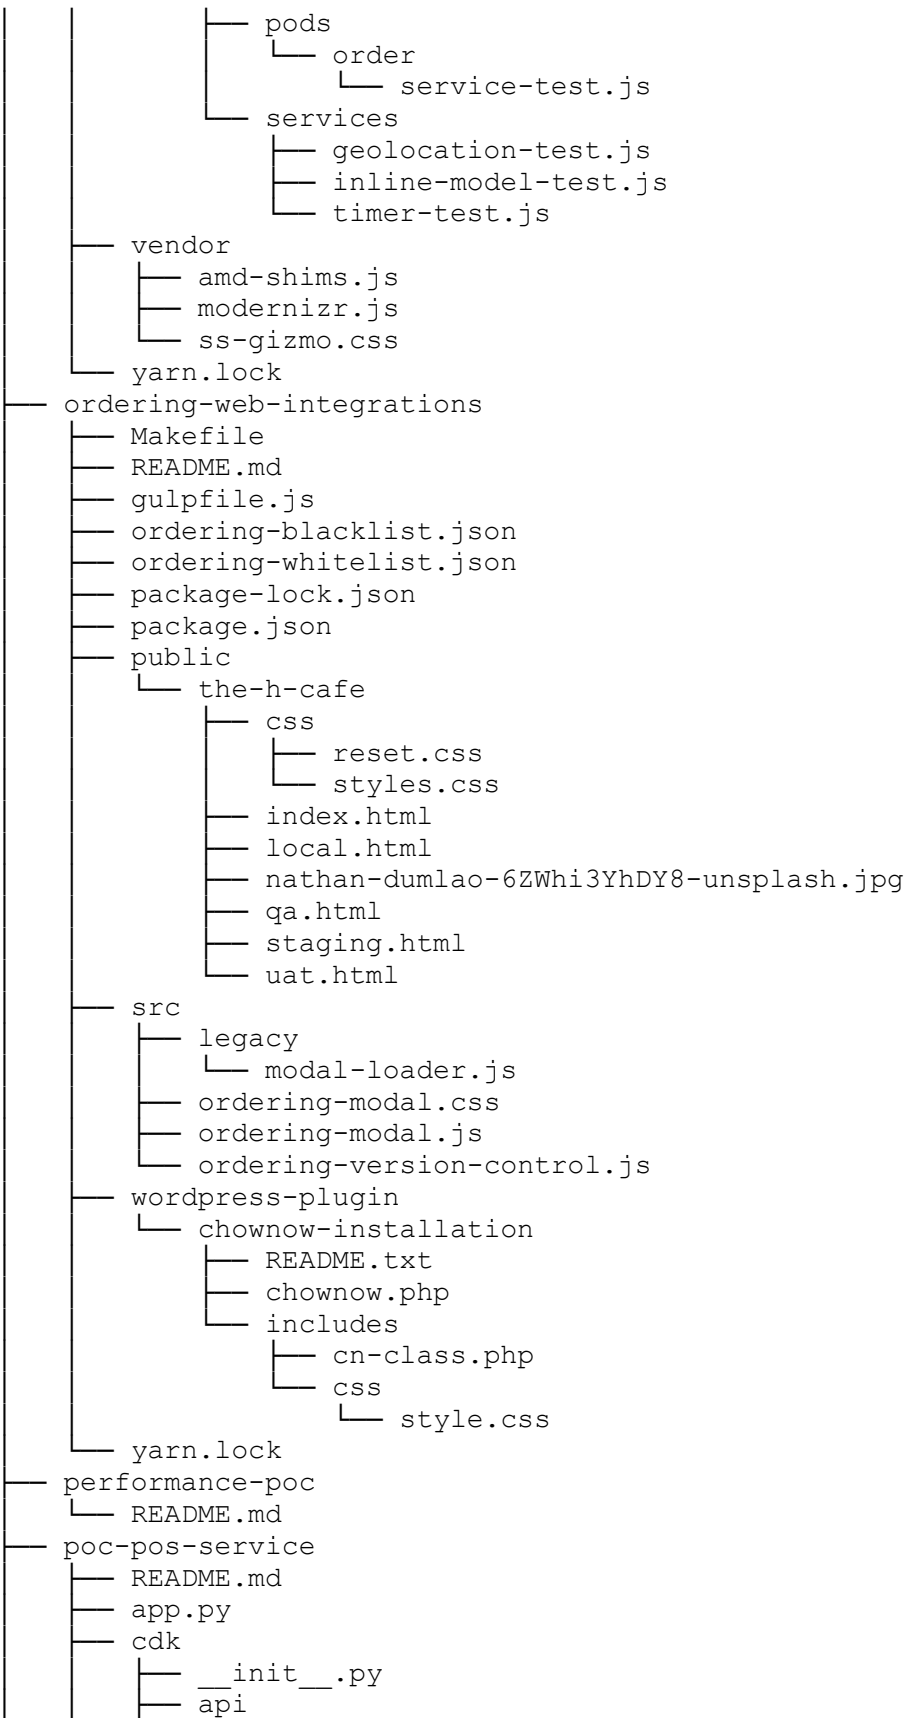 │   │       ├── pods
│   │       │   └── order
│   │       │       └── service-test.js
│   │       └── services
│   │           ├── geolocation-test.js
│   │           ├── inline-model-test.js
│   │           └── timer-test.js
│   ├── vendor
│   │   ├── amd-shims.js
│   │   ├── modernizr.js
│   │   └── ss-gizmo.css
│   └── yarn.lock
├── ordering-web-integrations
│   ├── Makefile
│   ├── README.md
│   ├── gulpfile.js
│   ├── ordering-blacklist.json
│   ├── ordering-whitelist.json
│   ├── package-lock.json
│   ├── package.json
│   ├── public
│   │   └── the-h-cafe
│   │       ├── css
│   │       │   ├── reset.css
│   │       │   └── styles.css
│   │       ├── index.html
│   │       ├── local.html
│   │       ├── nathan-dumlao-6ZWhi3YhDY8-unsplash.jpg
│   │       ├── qa.html
│   │       ├── staging.html
│   │       └── uat.html
│   ├── src
│   │   ├── legacy
│   │   │   └── modal-loader.js
│   │   ├── ordering-modal.css
│   │   ├── ordering-modal.js
│   │   └── ordering-version-control.js
│   ├── wordpress-plugin
│   │   └── chownow-installation
│   │       ├── README.txt
│   │       ├── chownow.php
│   │       └── includes
│   │           ├── cn-class.php
│   │           └── css
│   │               └── style.css
│   └── yarn.lock
├── performance-poc
│   └── README.md
├── poc-pos-service
│   ├── README.md
│   ├── app.py
│   ├── cdk
│   │   ├── __init__.py
│   │   ├── api